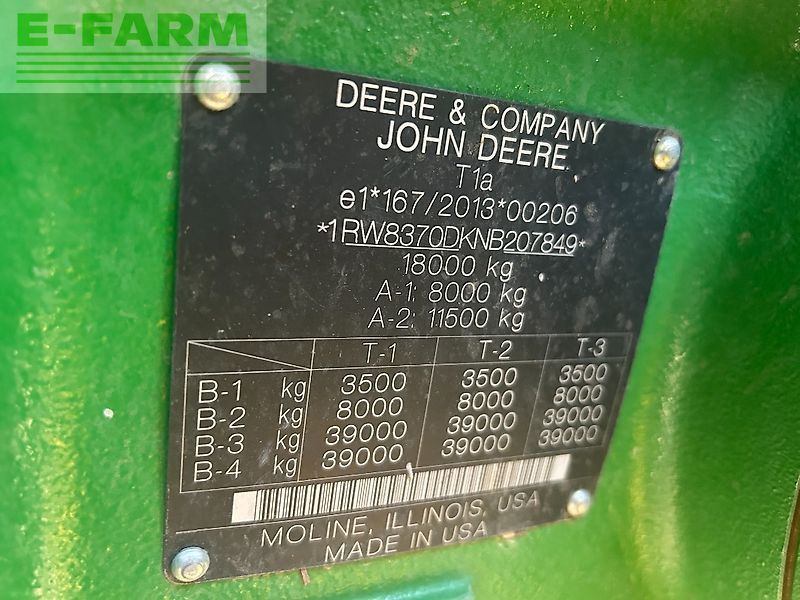 E-FARM
DEERE & COMPANY
JOHN DEERE
T1a
e1*167/2013*00206
*1RW8370DKNB207849*
18000 kg
A-1: 8000 kg
A-2: 11500 kg
T-1 T-2 T-3
B-1 kg 3500 3500 3500
B-2 kg 8000 8000 8000
B-3 kg 39000 39000 39000
B-4 kg 39000 39000 39000
MOLINE, ILLINOIS, USA
MADE IN USA